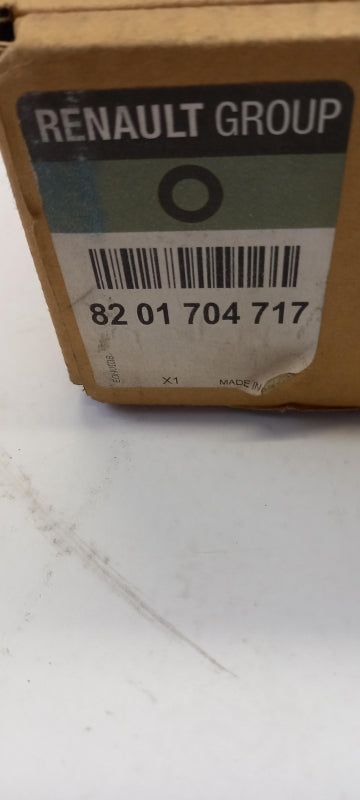 RENAULT GROUP
82 01 704 717
X1
MADE IN